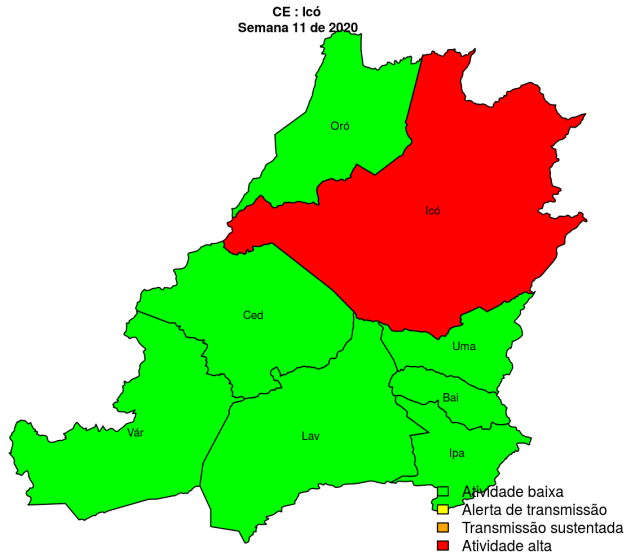 CE : Icó
Semana 11 de 2020
Oró
Icó
Ced
Uma
Bai
Vár
Lav
Ipa
Atividade baixa
Alerta de transmissão
Transmissão sustentada
Atividade alta